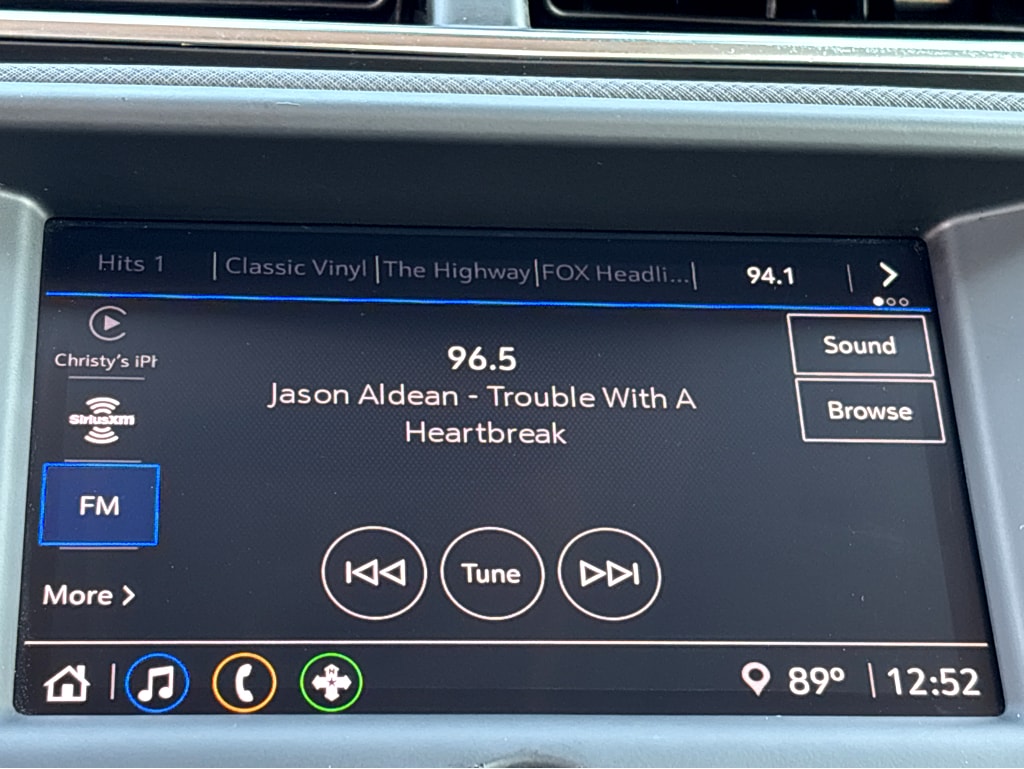 Hits 1 | Classic Vinyl | The Highway | FOX Headli... | 94.1 |
Christy's iPh
96.5
Sound
Jason Aldean - Trouble With A
Heartbreak
Browse
SiriusXM
FM
Tune
More
N
89° | 12:52